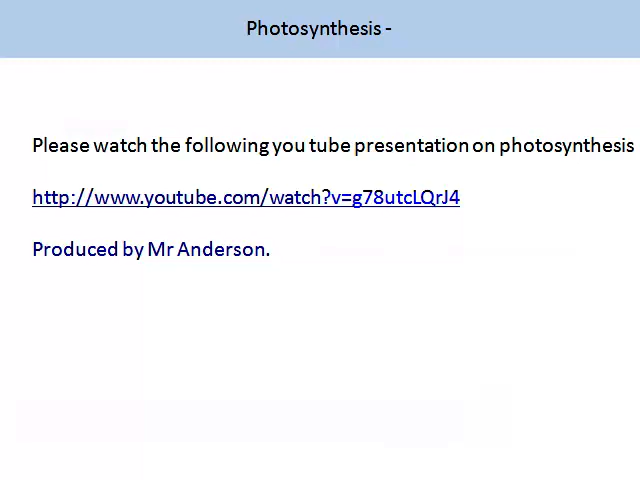 Photosynthesis -
Please watch the following you tube presentation on photosynthesis
http://www.youtube.com/watch?v=g78utcLQrJ4
Produced by Mr Anderson.